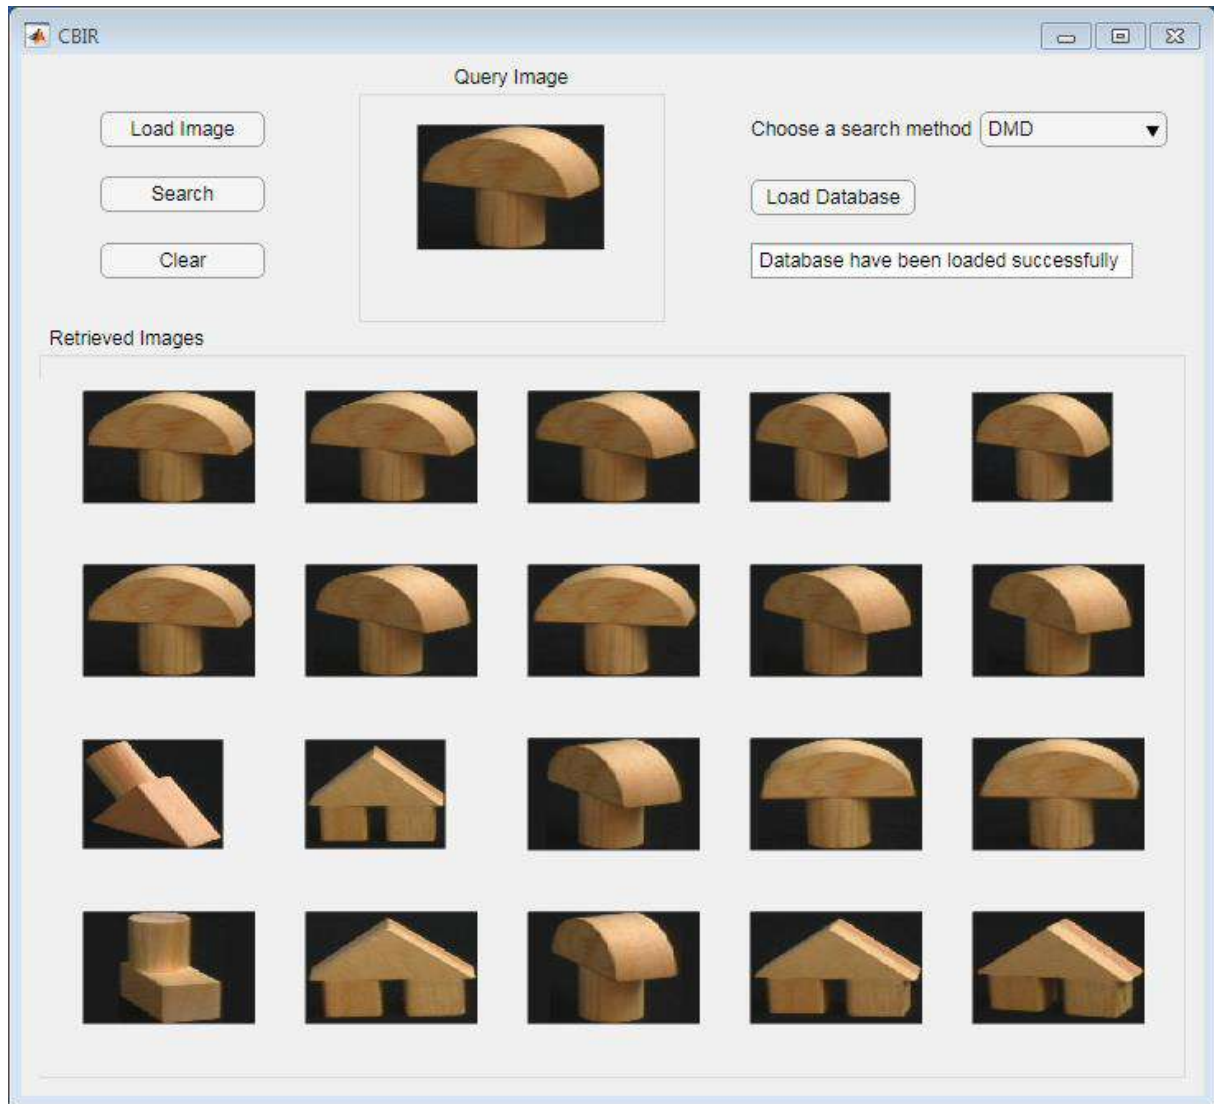 CBIR
Query Image
Load Image
Choose a search method DMD
Search
Load Database
Clear
Database have been loaded successfully
Retrieved Images